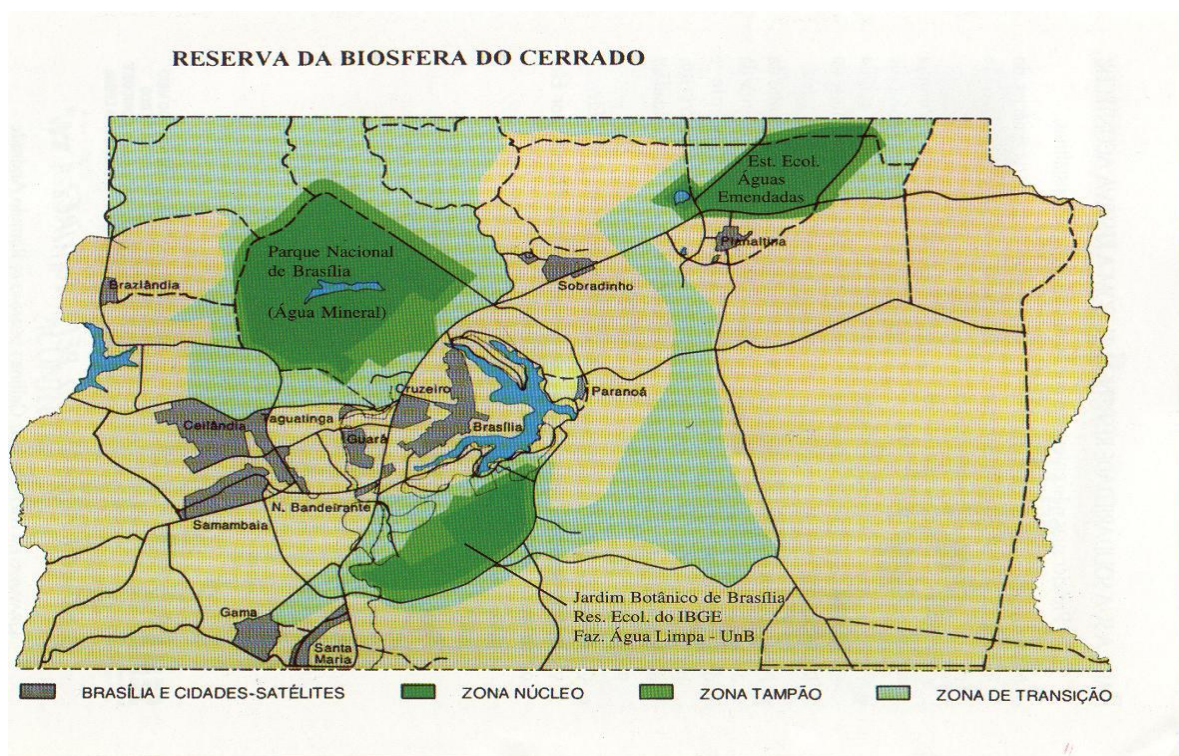 RESERVA DA BIOSFERA DO CERRADO
Est. Ecol.
Águas
Emendadas
Planaltina
Parque Nacional
de Brasília
(Água Mineral)
Brazlândia
Sobradinho
Cruzeiro
Paranoá
Taguatinga
Ceilândia
Guará
Brasília
N. Bandeirante
Samambaia
Jardim Botânico de Brasília
Res. Ecol. do IBGE
Faz. Água Limpa - UnB
Gama
Santa
Maria
BRASÍLIA E CIDADES-SATÉLITES
ZONA NÚCLEO
ZONA TAMPÃO
ZONA DE TRANSIÇÃO